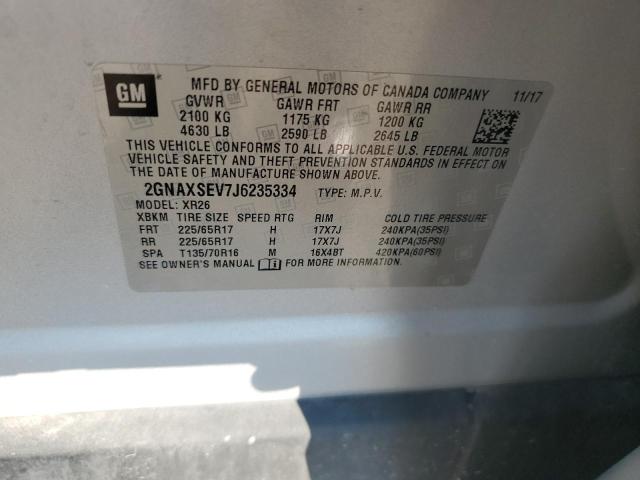 GM
MFD BY GENERAL MOTORS OF CANADA COMPANY 11/17
GVWR GAWR FRT GAWR RR
2100 KG 1175 KG 1200 KG
4630 LB 2590 LB 2645 LB
THIS VEHICLE CONFORMS TO ALL APPLICABLE U.S. FEDERAL MOTOR
VEHICLE SAFETY, BUMPER, AND THEFT PREVENTION STANDARDS IN EFFECT ON
THE DATE OF MANUFACTURE SHOWN ABOVE.
2GNAXSEV7J6235334 TYPE: M.P.V.
MODEL: XR26
XBKM TIRE SIZE SPEED RTG RIM COLD TIRE PRESSURE
FRT 225/65R17 H 17X7J 240KPA(35PSI)
RR 225/65R17 H 17X7J 240KPA(35PSI)
SPA T135/70R16 M 16X4BT 420KPA(60PSI)
SEE OWNER'S MANUAL FOR MORE INFORMATION.